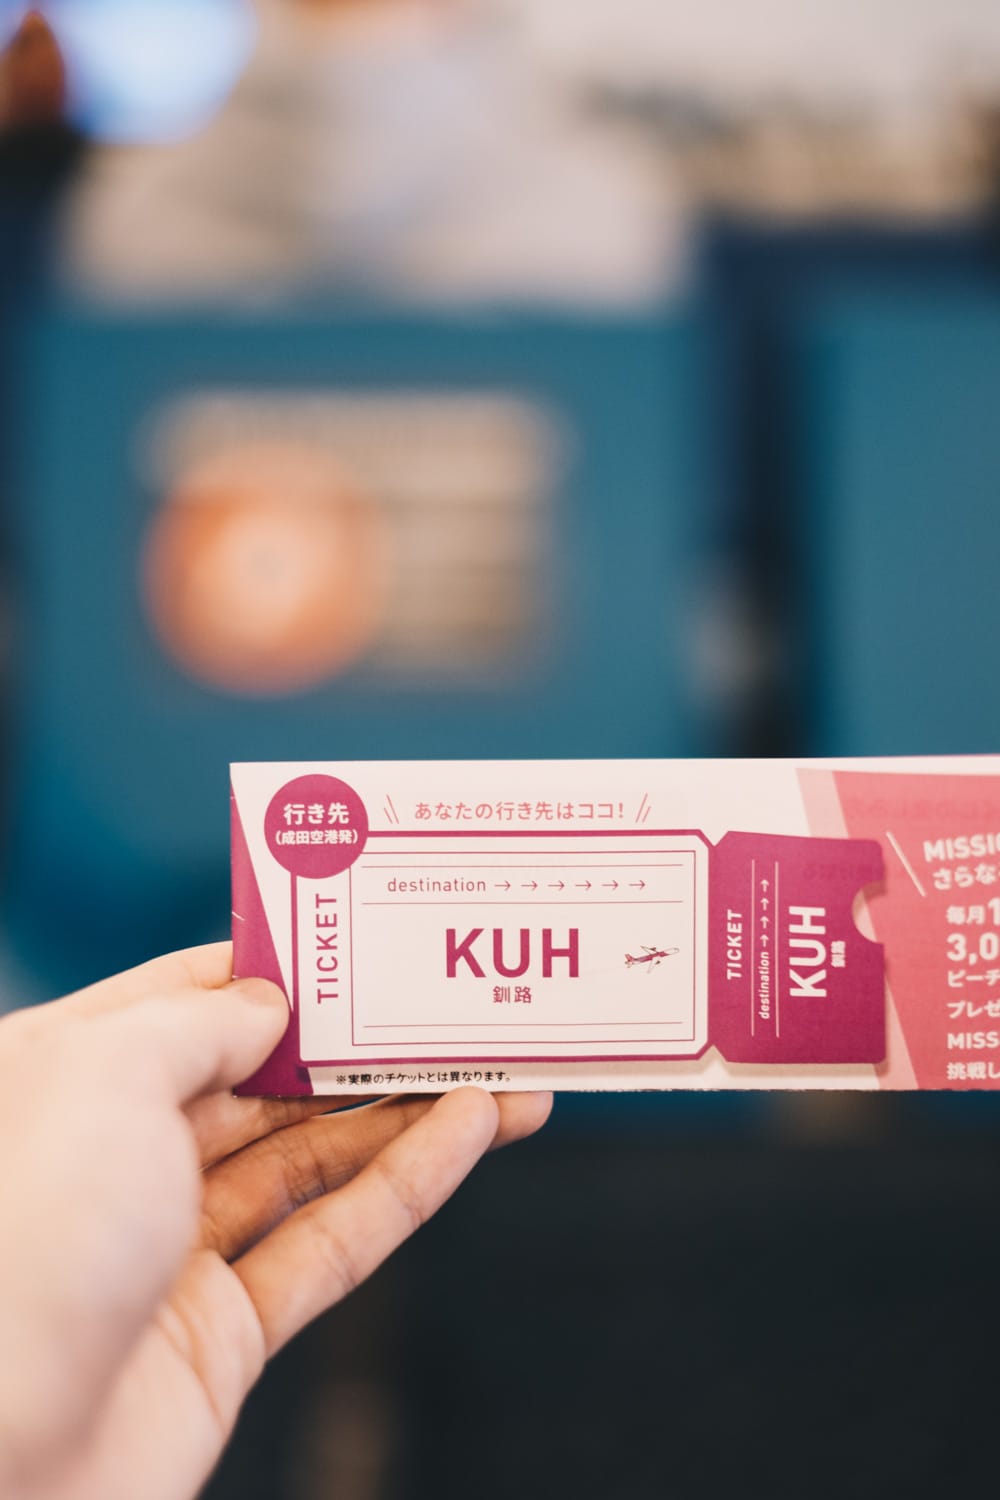 行き先
(成田空港発)
あなたの行き先はココ!
TICKET
destination → → → → → →
KUH
釧路
※実際のチケットとは異なります。
TICKET
destination → → → →
KUH
釧路
MISSIO
さらな
毎月1
3,0
ピーチ
プレゼ
MISS
挑戦し